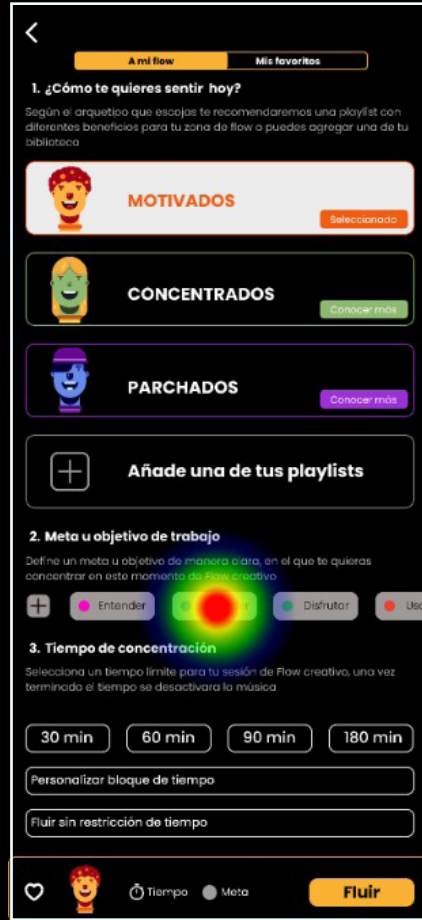 A mi flow
Mis favoritos
1. ¿Cómo te quieres sentir hoy?
Según el arquetipo que escojas te recomendaremos una playlist con
diferentes beneficios para tu zona de flow o puedes agregar una de tu
biblioteca
MOTIVADOS
Seleccionado
CONCENTRADOS
Conocer más
PARCHADOS
Conocer más
Añade una de tus playlists
2. Meta u objetivo de trabajo
Define un meta u objetivo de manera clara, en el que te quieras
concentrar en este momento de Flow creativo
Entender
Disfrutar
3. Tiempo de concentración
Selecciona un tiempo límite para tu sesión de Flow creativo, una vez
terminado el tiempo se desactivara la música
30 min
60 min
90 min
180 min
Personalizar bloque de tiempo
Fluir sin restricción de tiempo
Tiempo
Meta
Fluir